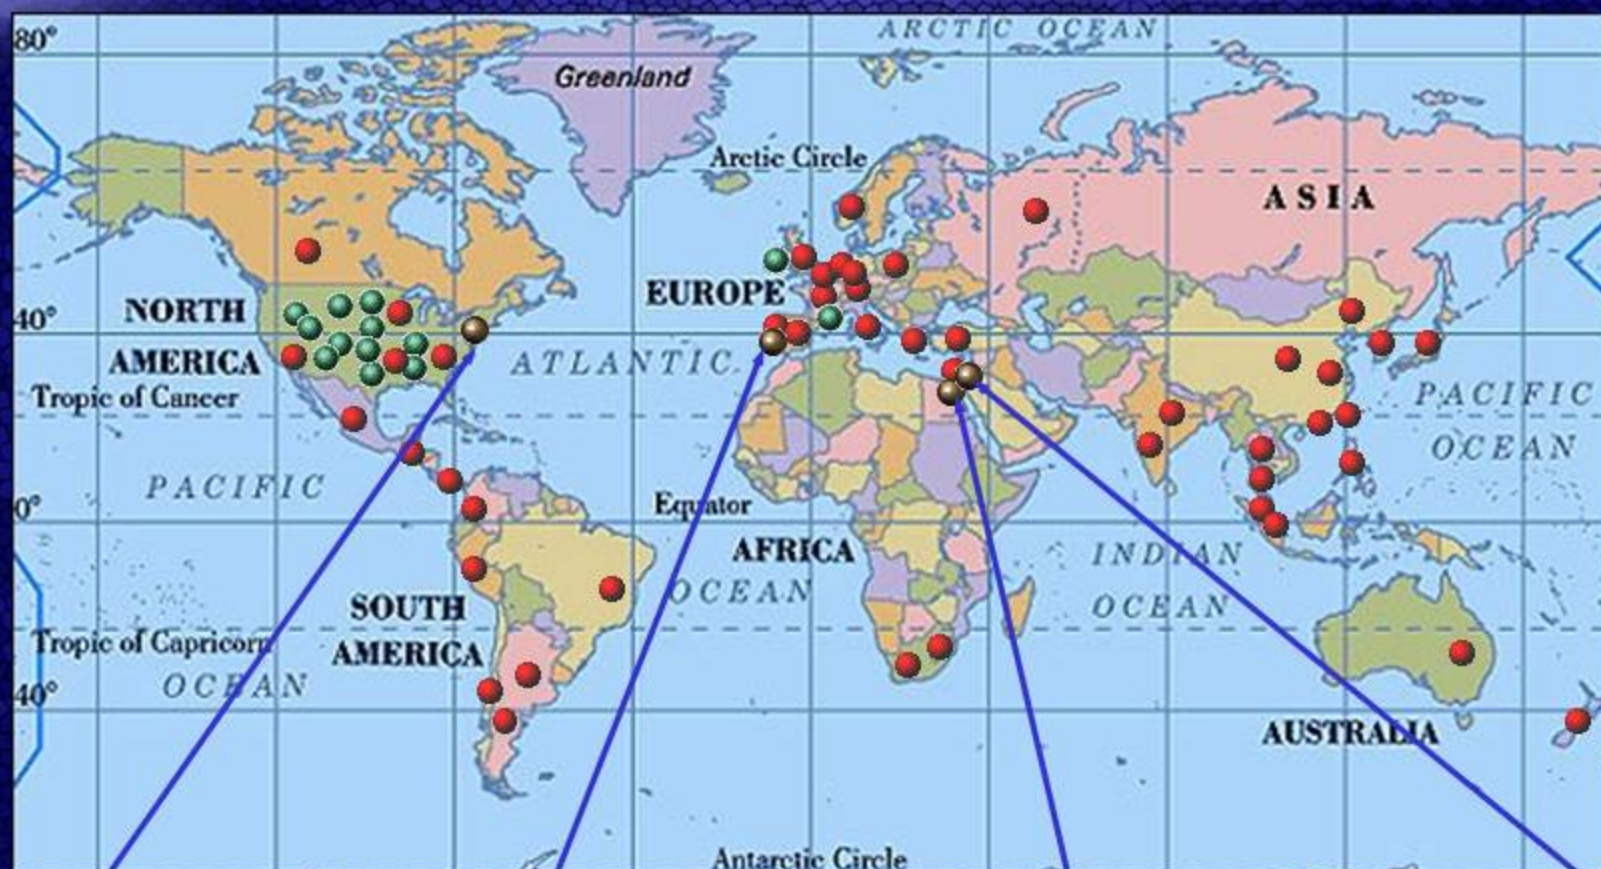 ARCTIC OCEAN
80°
Greenland
Arctic Circle
ASIA
EUROPE
NORTH
AMERICA
40°
ATLANTIC
Tropic of Cancer
PACIFIC
OCEAN
PACIFIC
0°
Equator
AFRICA
INDIAN
OCEAN
OCEAN
SOUTH
AMERICA
Tropic of Capricorn
OCEAN
40°
AUSTRALIA
Antarctic Circle